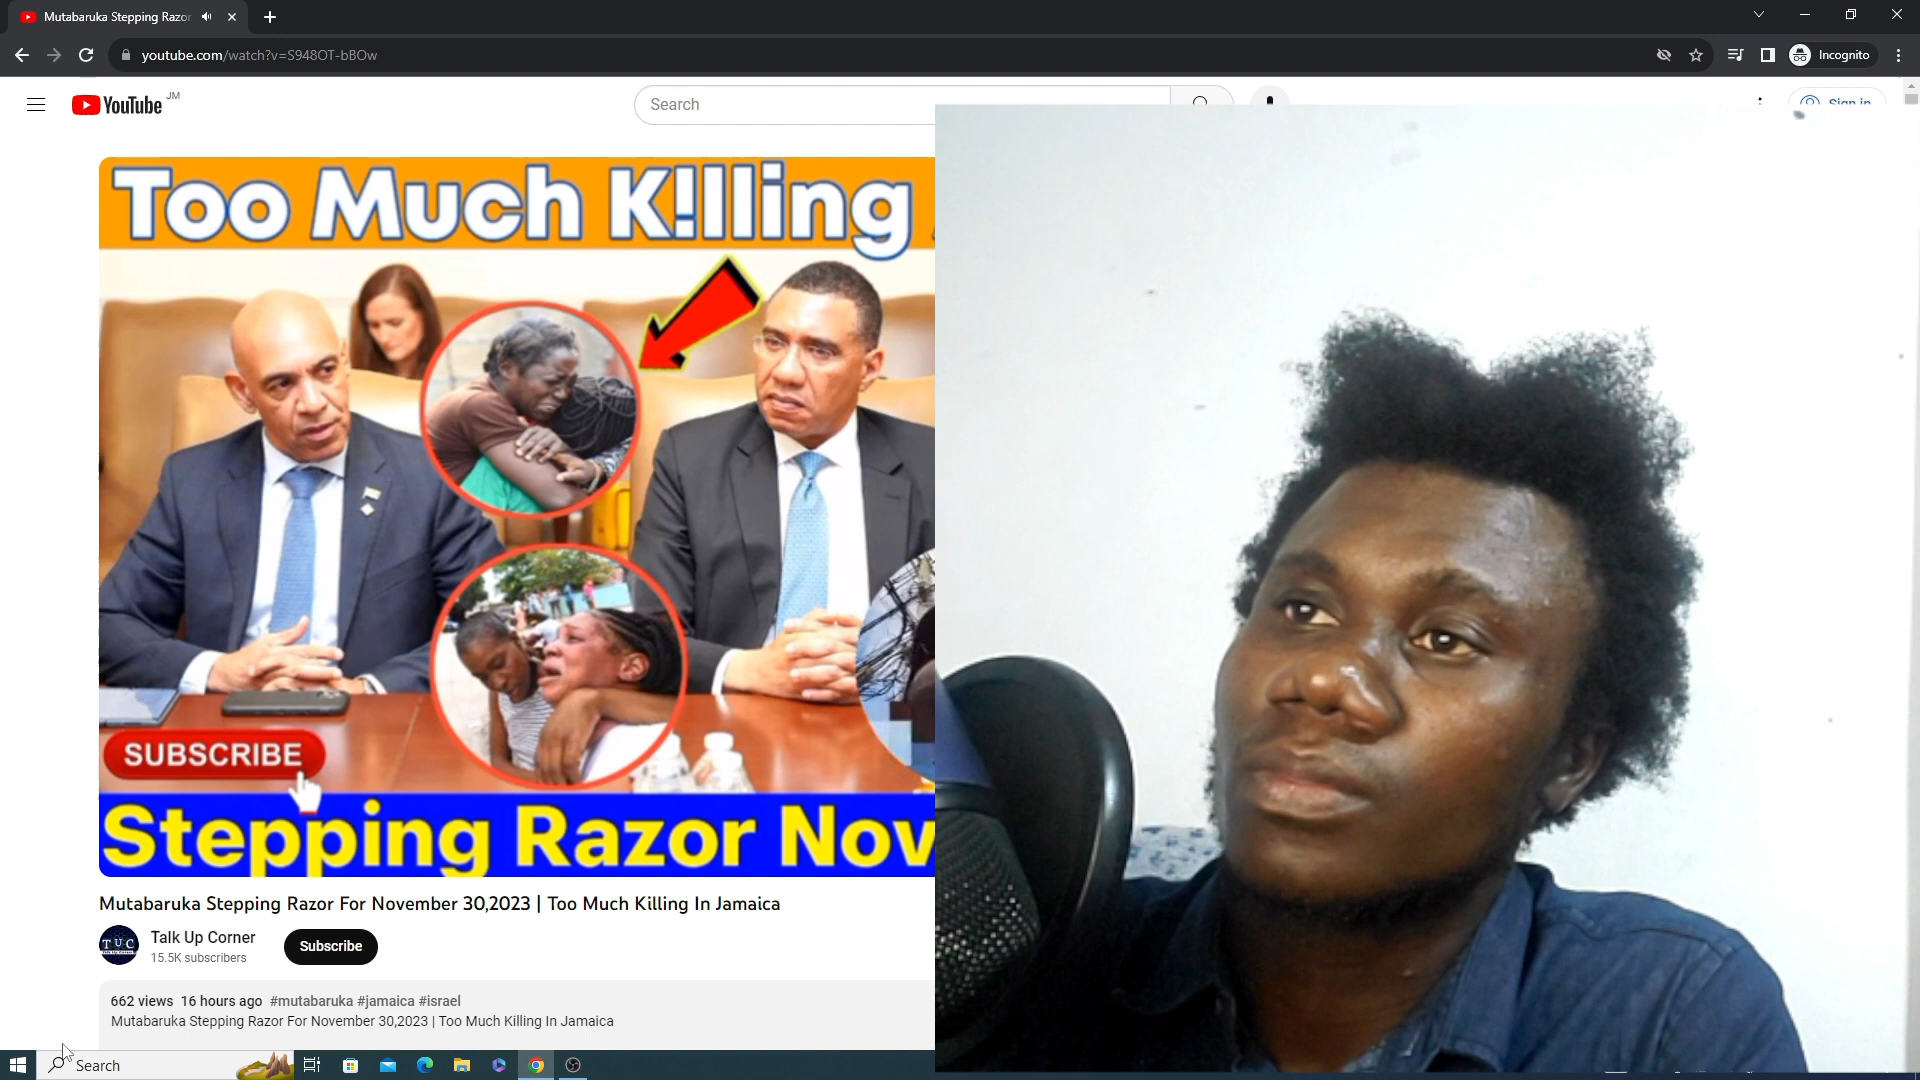 Mutabaruka Stepping Razor
youtube.com/watch?v=S948OT-bBOw
Incognito
YouTube JM
Search
Sign in
Too Much K!lling
SUBSCRIBE
Stepping Razor Nov
Mutabaruka Stepping Razor For November 30,2023 | Too Much Killing In Jamaica
TUC
Talk Up Corner
15.5K subscribers
Subscribe
662 views 16 hours ago #mutabaruka #jamaica #israel
Mutabaruka Stepping Razor For November 30,2023 | Too Much Killing In Jamaica
Search